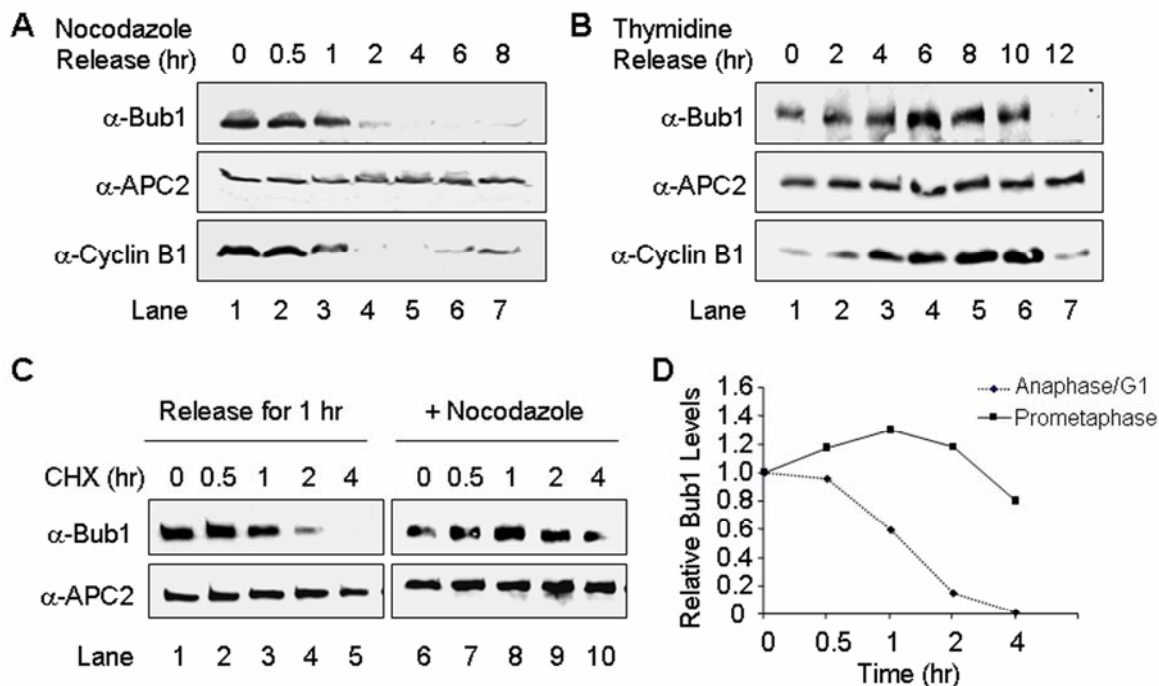 A
Nocodazole
Release (hr) 0 0.5 1 2 4 6 8
α-Bub1
α-APC2
α-Cyclin B1
Lane 1 2 3 4 5 6 7
B
Thymidine
Release (hr) 0 2 4 6 8 10 12
α-Bub1
α-APC2
α-Cyclin B1
Lane 1 2 3 4 5 6 7
C
Release for 1 hr + Nocodazole
CHX (hr) 0 0.5 1 2 4 0 0.5 1 2 4
α-Bub1
α-APC2
Lane 1 2 3 4 5 6 7 8 9 10
D
Anaphase/G1
Prometaphase
Relative Bub1 Levels
1.6
1.4
1.2
1.0
0.8
0.6
0.4
0.2
0
0 0.5 1 2 4
Time (hr)